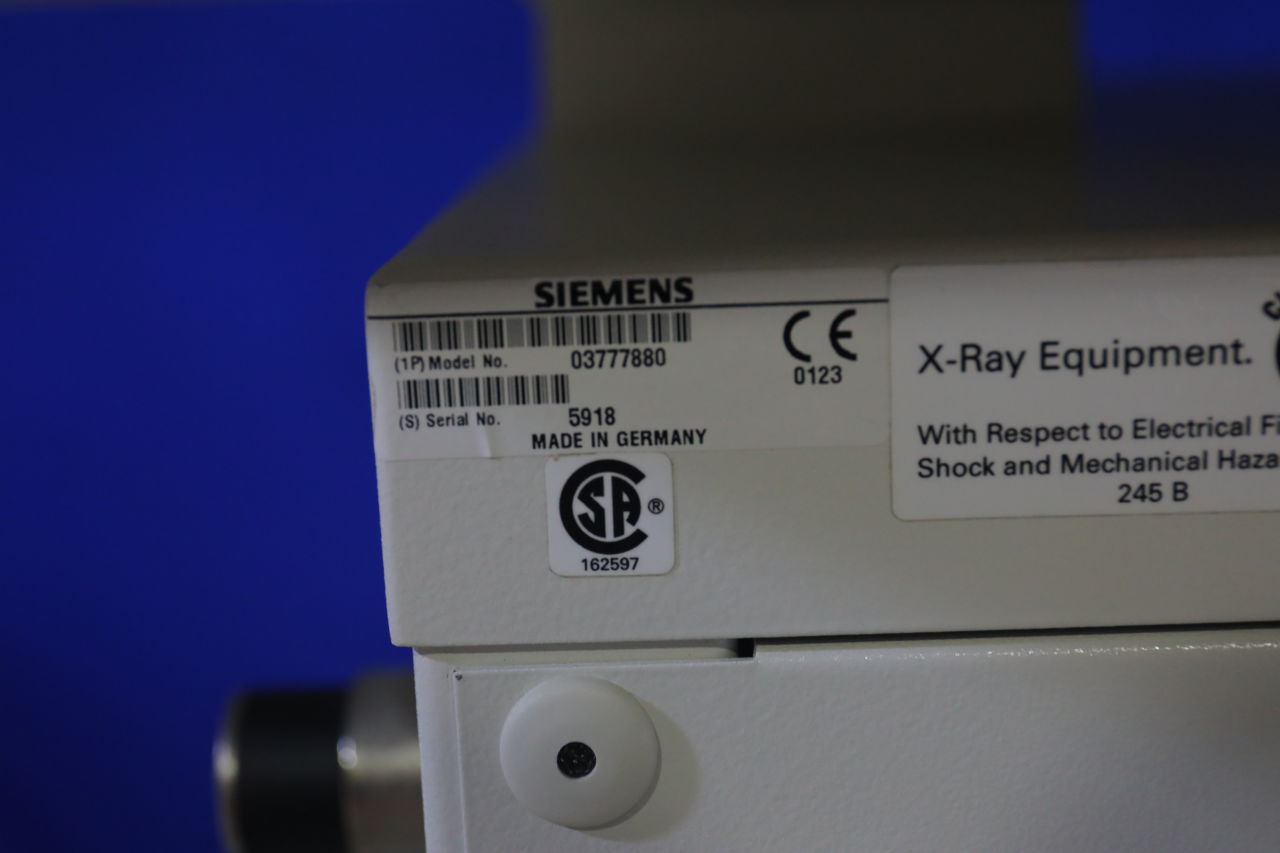 SIEMENS
(1P) Model No. 03777880
(S) Serial No. 5918
MADE IN GERMANY
CE
0123
CSA ®
162597
X-Ray Equipment.
With Respect to Electrical
Shock and Mechanical
245 B